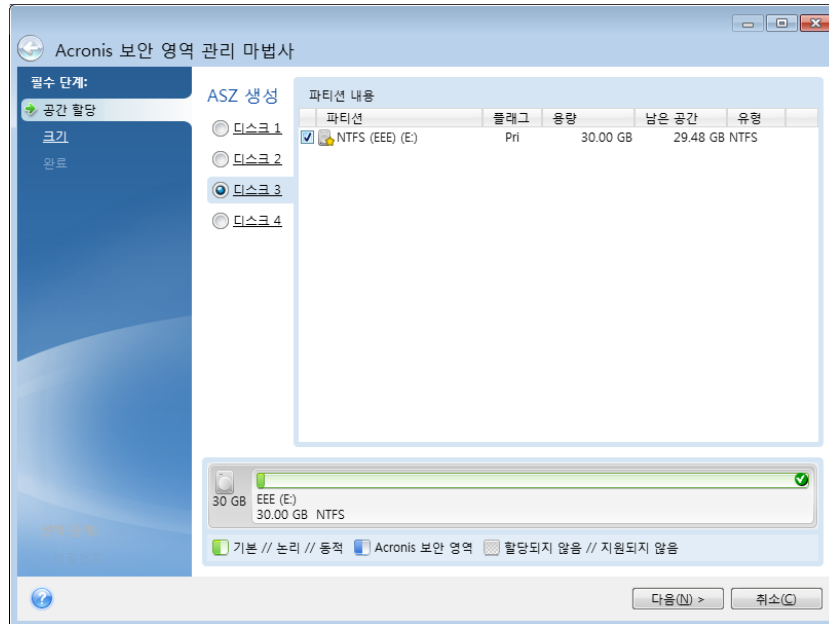 Acronis 보안 영역 관리 마법사
필수 단계:
공간 할당
크기
완료
ASZ 생성
디스크 1
디스크 2
디스크 3
디스크 4
파티션 내용
파티션 플래그 용량 남은 공간 유형
NTFS (EEE) (E:) Pri 30.00 GB 29.48 GB NTFS
30 GB
EEE (E:)
30.00 GB NTFS
기본 // 논리 // 동적 Acronis 보안 영역 할당되지 않음 // 지원되지 않음
다음(N) > 취소(C)